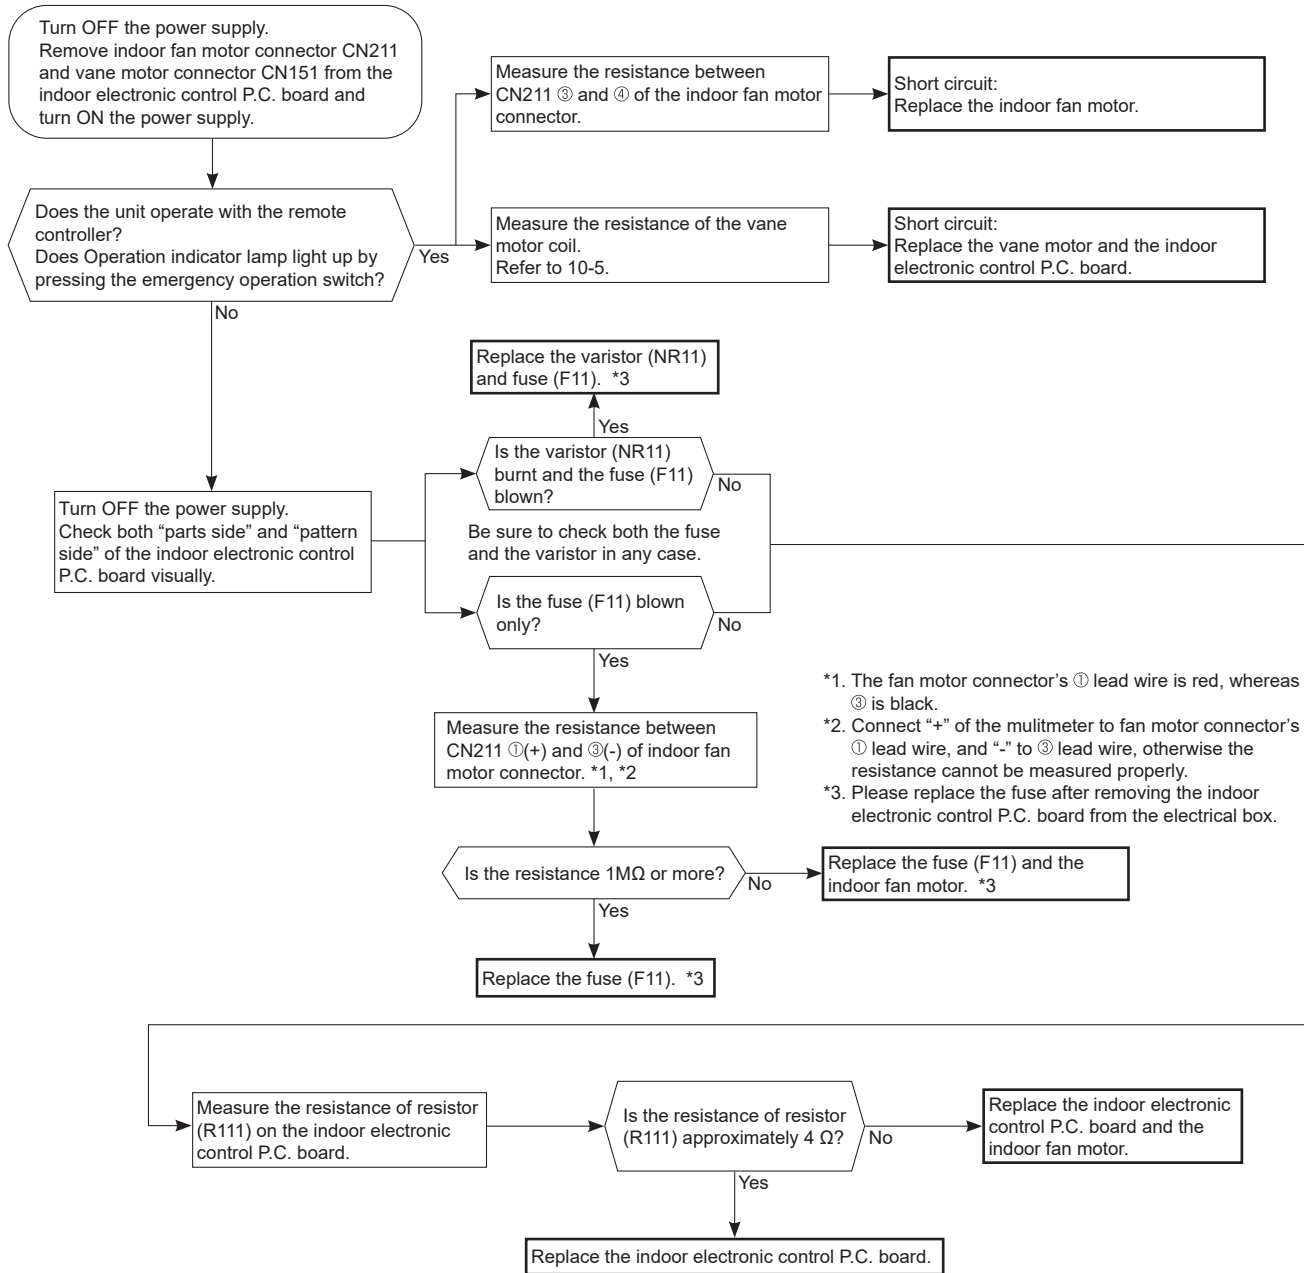 Turn OFF the power supply.
Remove indoor fan motor connector CN211
and vane motor connector CN151 from the
indoor electronic control P.C. board and
turn ON the power supply.
Measure the resistance between
CN211 ③ and ④ of the indoor fan motor
connector.
Short circuit:
Replace the indoor fan motor.
Does the unit operate with the remote
controller?
Does Operation indicator lamp light up by
pressing the emergency operation switch?
Yes
Measure the resistance of the vane
motor coil.
Refer to 10-5.
Short circuit:
Replace the vane motor and the indoor
electronic control P.C. board.
No
Replace the varistor (NR11)
and fuse (F11). *3
Yes
Is the varistor (NR11)
burnt and the fuse (F11)
blown?
No
Turn OFF the power supply.
Check both “parts side” and “pattern
side” of the indoor electronic control
P.C. board visually.
Be sure to check both the fuse
and the varistor in any case.
Is the fuse (F11) blown
only?
No
Yes
*1. The fan motor connector’s ① lead wire is red, whereas
③ is black.
*2. Connect “+” of the mulitmeter to fan motor connector’s
① lead wire, and “-” to ③ lead wire, otherwise the
resistance cannot be measured properly.
*3. Please replace the fuse after removing the indoor
electronic control P.C. board from the electrical box.
Measure the resistance between
CN211 ①(+) and ③(-) of indoor fan
motor connector. *1, *2
Is the resistance 1MΩ or more?
No
Replace the fuse (F11) and the
indoor fan motor. *3
Yes
Replace the fuse (F11). *3
Measure the resistance of resistor
(R111) on the indoor electronic
control P.C. board.
Is the resistance of resistor
(R111) approximately 4 Ω?
No
Replace the indoor electronic
control P.C. board and the
indoor fan motor.
Yes
Replace the indoor electronic control P.C. board.